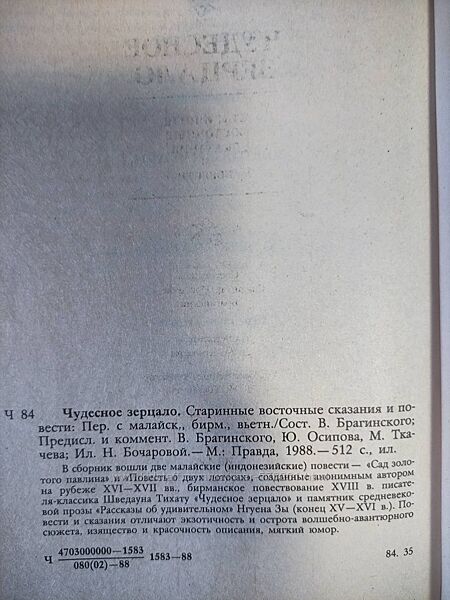 ЧУДЕСНОЕ
ЗЕРЦАЛО
Ч 84 Чудесное зерцало. Старинные восточные сказания и по-
вести: Пер. с малайск,, бирм., вьетн./Сост. В. Брагинского;
Предисл. и коммент. В. Брагинского, Ю. Осипова, М. Тка-
чева; Ил. Н. Бочаровой.— М.: Правда, 1988.— 512 с., ил.
В сборник вошли две малайские (индонезийские) повести — «Сад золо-
того павлина» и «Повесть о двух лотосах», созданные анонимным автором
на рубеже XVI—XVII вв., бирманское повествование XVIII в. писате-
ля-классика Шведауна Тихату «Чудесное зерцало» и памятник средневеко-
вой прозы «Рассказы об удивительном» Нгуена Зы (конец XV—XVI в.). По-
вести и сказания отличают экзотичность и острота волшебно-авантюрного
сюжета, изящество и красочность описания, мягкий юмор.
Ч 4703000000—1583
080(02)—88
1583—88
84. 35